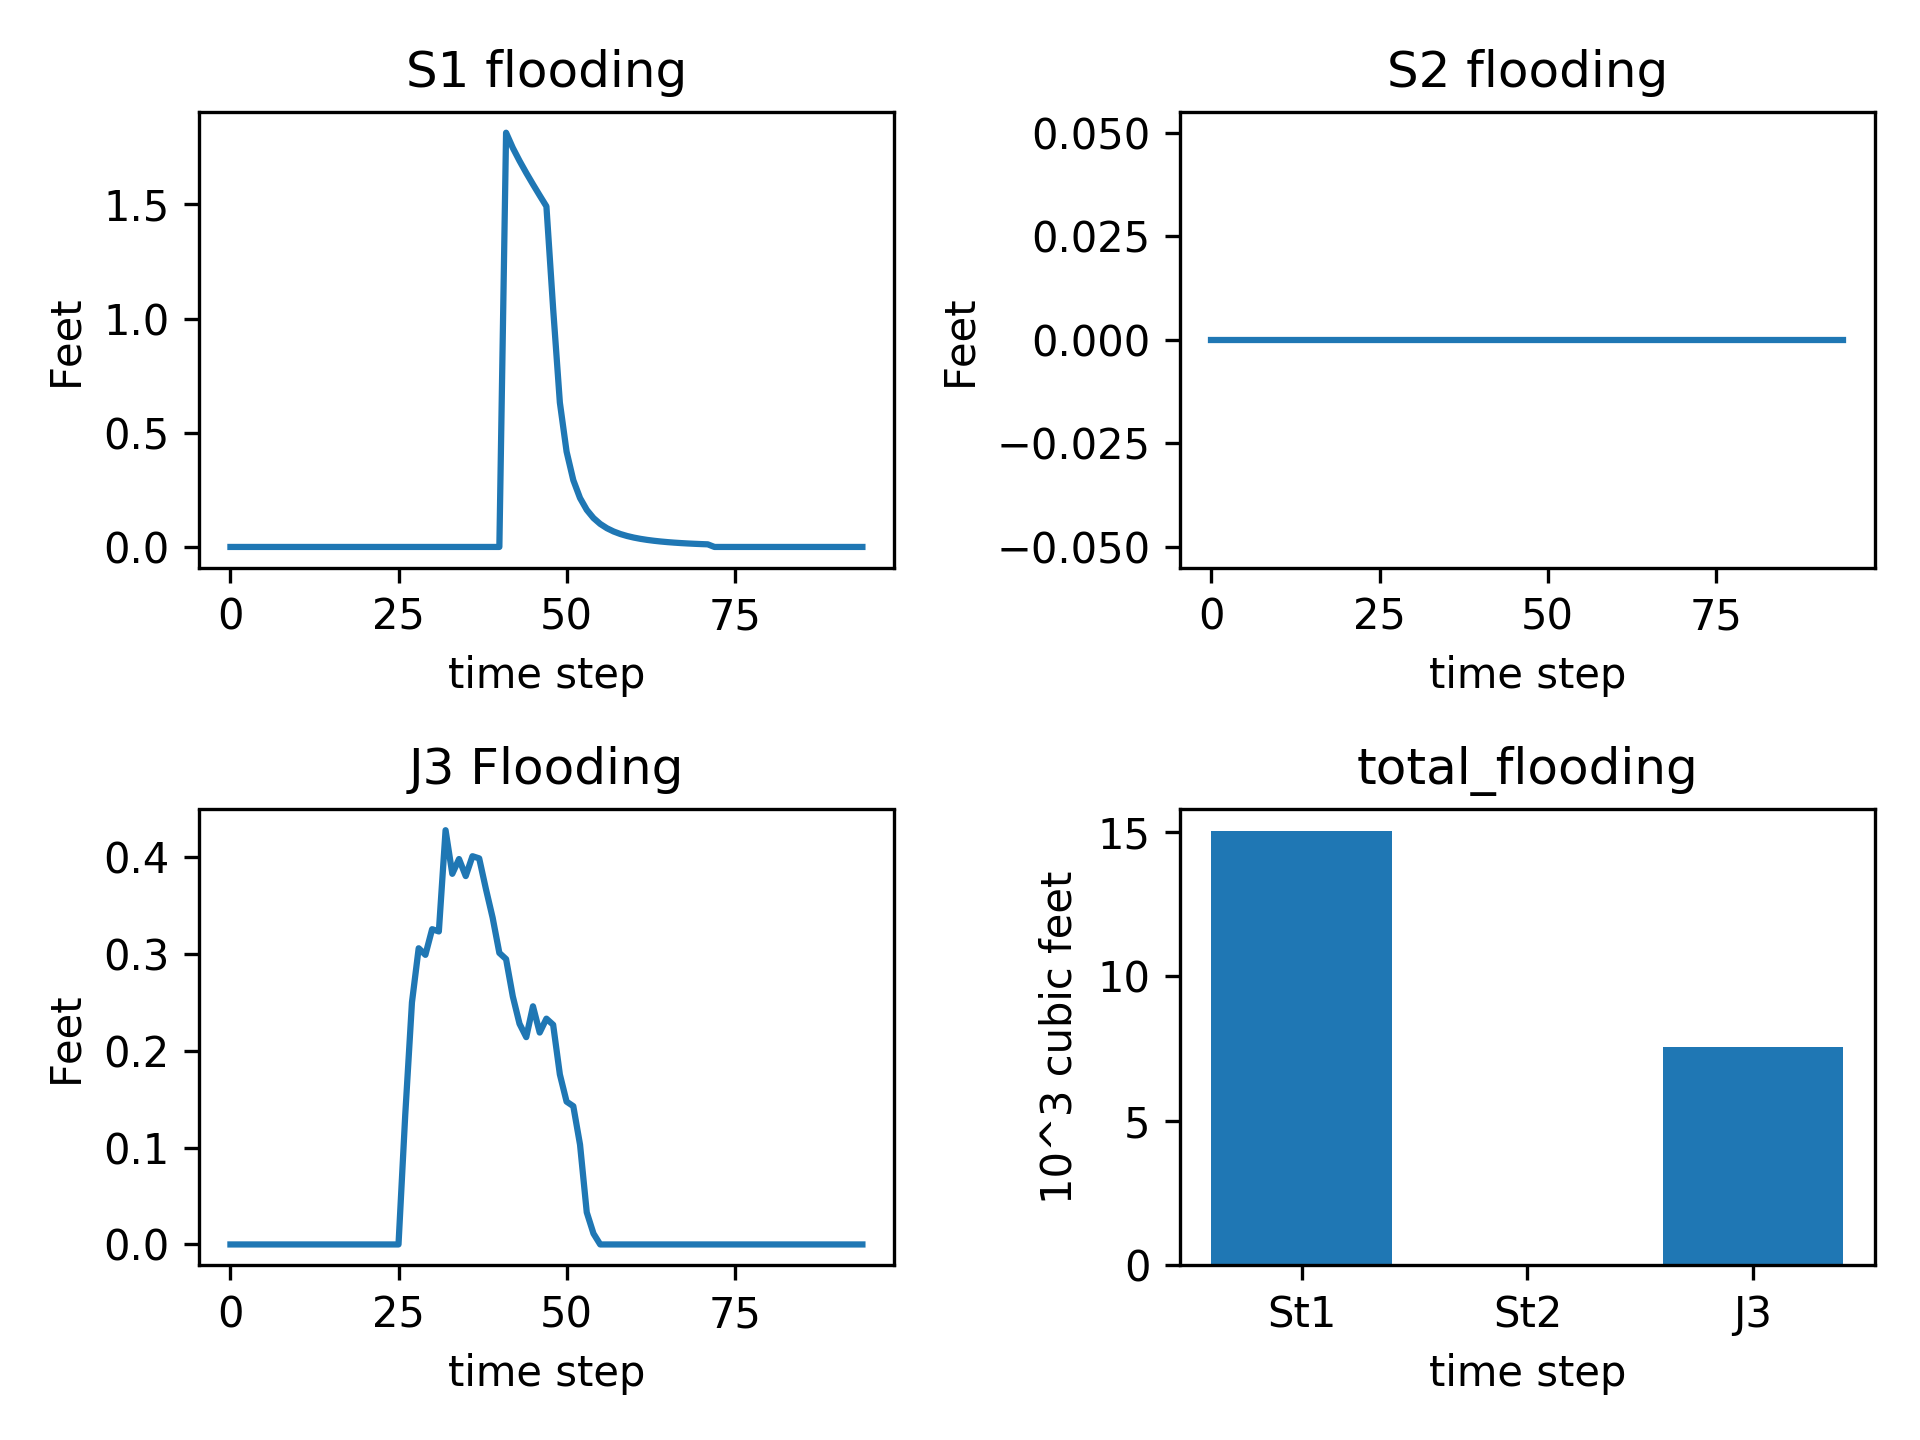 S1 flooding
Feet
1.5
1.0
0.5
0.0
0 25 50 75
time step
S2 flooding
Feet
0.050
0.025
0.000
−0.025
−0.050
0 25 50 75
time step
J3 Flooding
Feet
0.4
0.3
0.2
0.1
0.0
0 25 50 75
time step
total_flooding
10^3 cubic feet
15
10
5
0
St1 St2 J3
time step